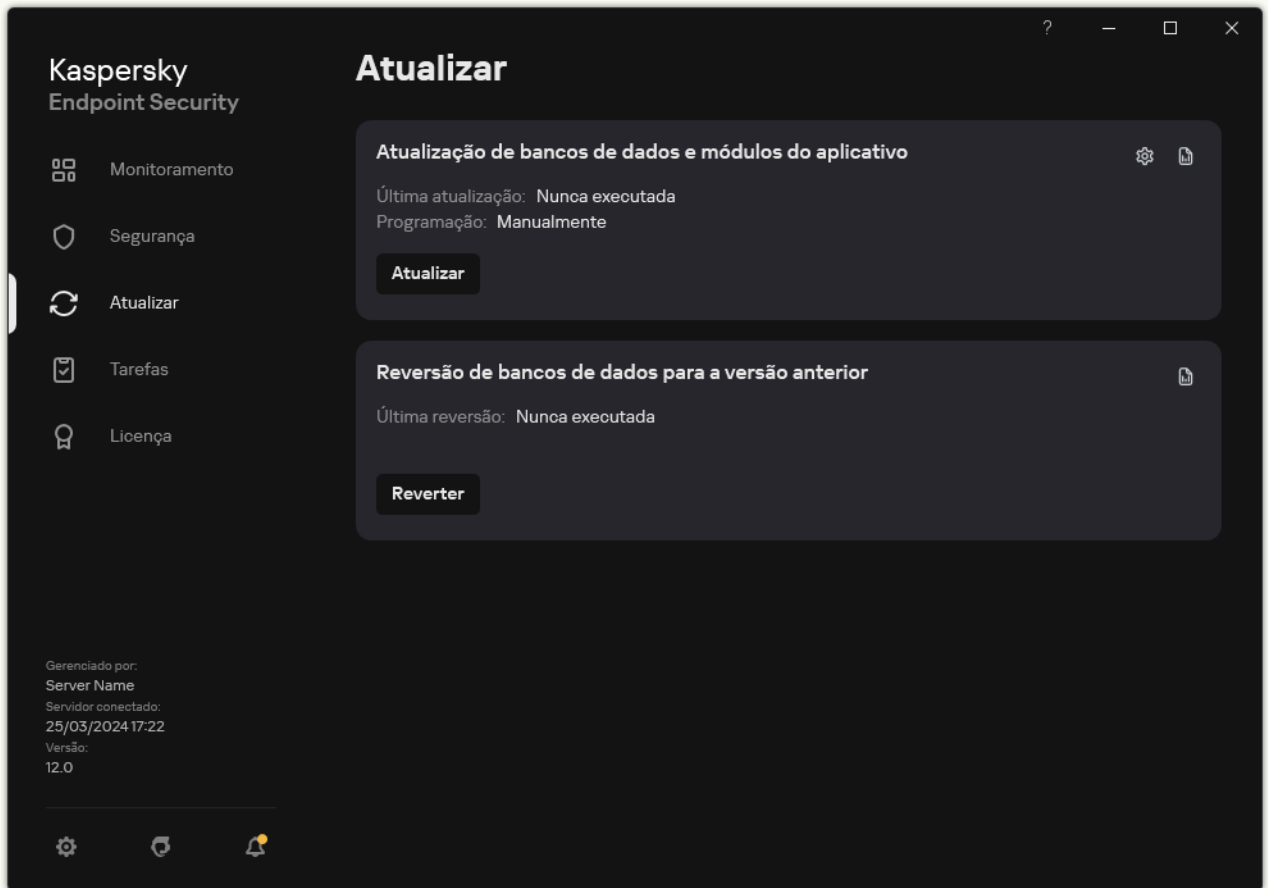 ?
Kaspersky
Endpoint Security
Monitoramento
Segurança
Atualizar
Tarefas
Licença
Gerenciado por:
Server Name
Servidor conectado:
25/03/2024 17:22
Versão:
12.0
Atualizar
Atualização de bancos de dados e módulos do aplicativo
Última atualização: Nunca executada
Programação: Manualmente
Atualizar
Reversão de bancos de dados para a versão anterior
Última reversão: Nunca executada
Reverter